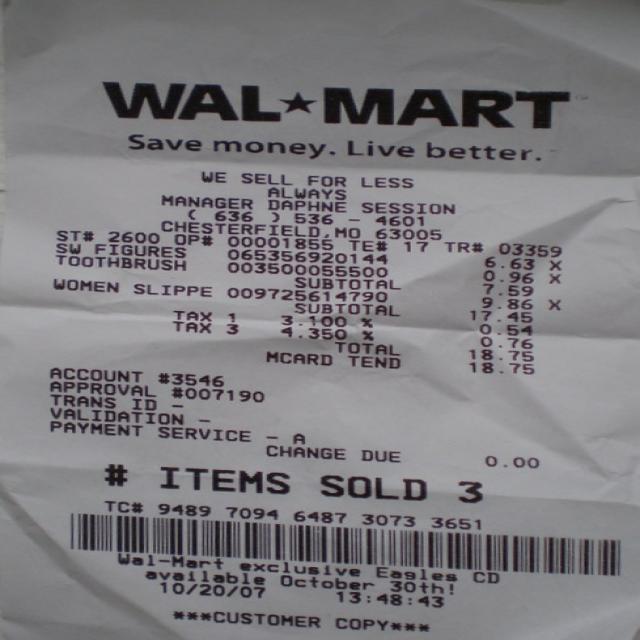 WAL★MART
Save money. Live better.
WE SELL FOR LESS
ALWAYS
MANAGER DAPHNE SESSION
( 636 ) 536 - 4601
CHESTERFIELD,MO 63005
ST# 2600 OP# 00001856 TE# 17 TR# 03359
SW FIGURES 065356920144 6.63 X
TOOTHBRUSH 003500055500 0.96 X
SUBTOTAL 7.59
WOMEN SLIPPE 009725614790 9.86 X
SUBTOTAL 17.45
TAX 1 3.100 % 0.54
TAX 3 4.350 % 0.76
TOTAL 18.75
MCARD TEND 18.75
ACCOUNT #3546
APPROVAL #007190
TRANS ID -
VALIDATION -
PAYMENT SERVICE - A
CHANGE DUE 0.00
# ITEMS SOLD 3
TC# 9489 7094 6487 3073 3651
Wal-Mart exclusive Eagles CD
available October 30th!
10/20/07 13:48:43
***CUSTOMER COPY***